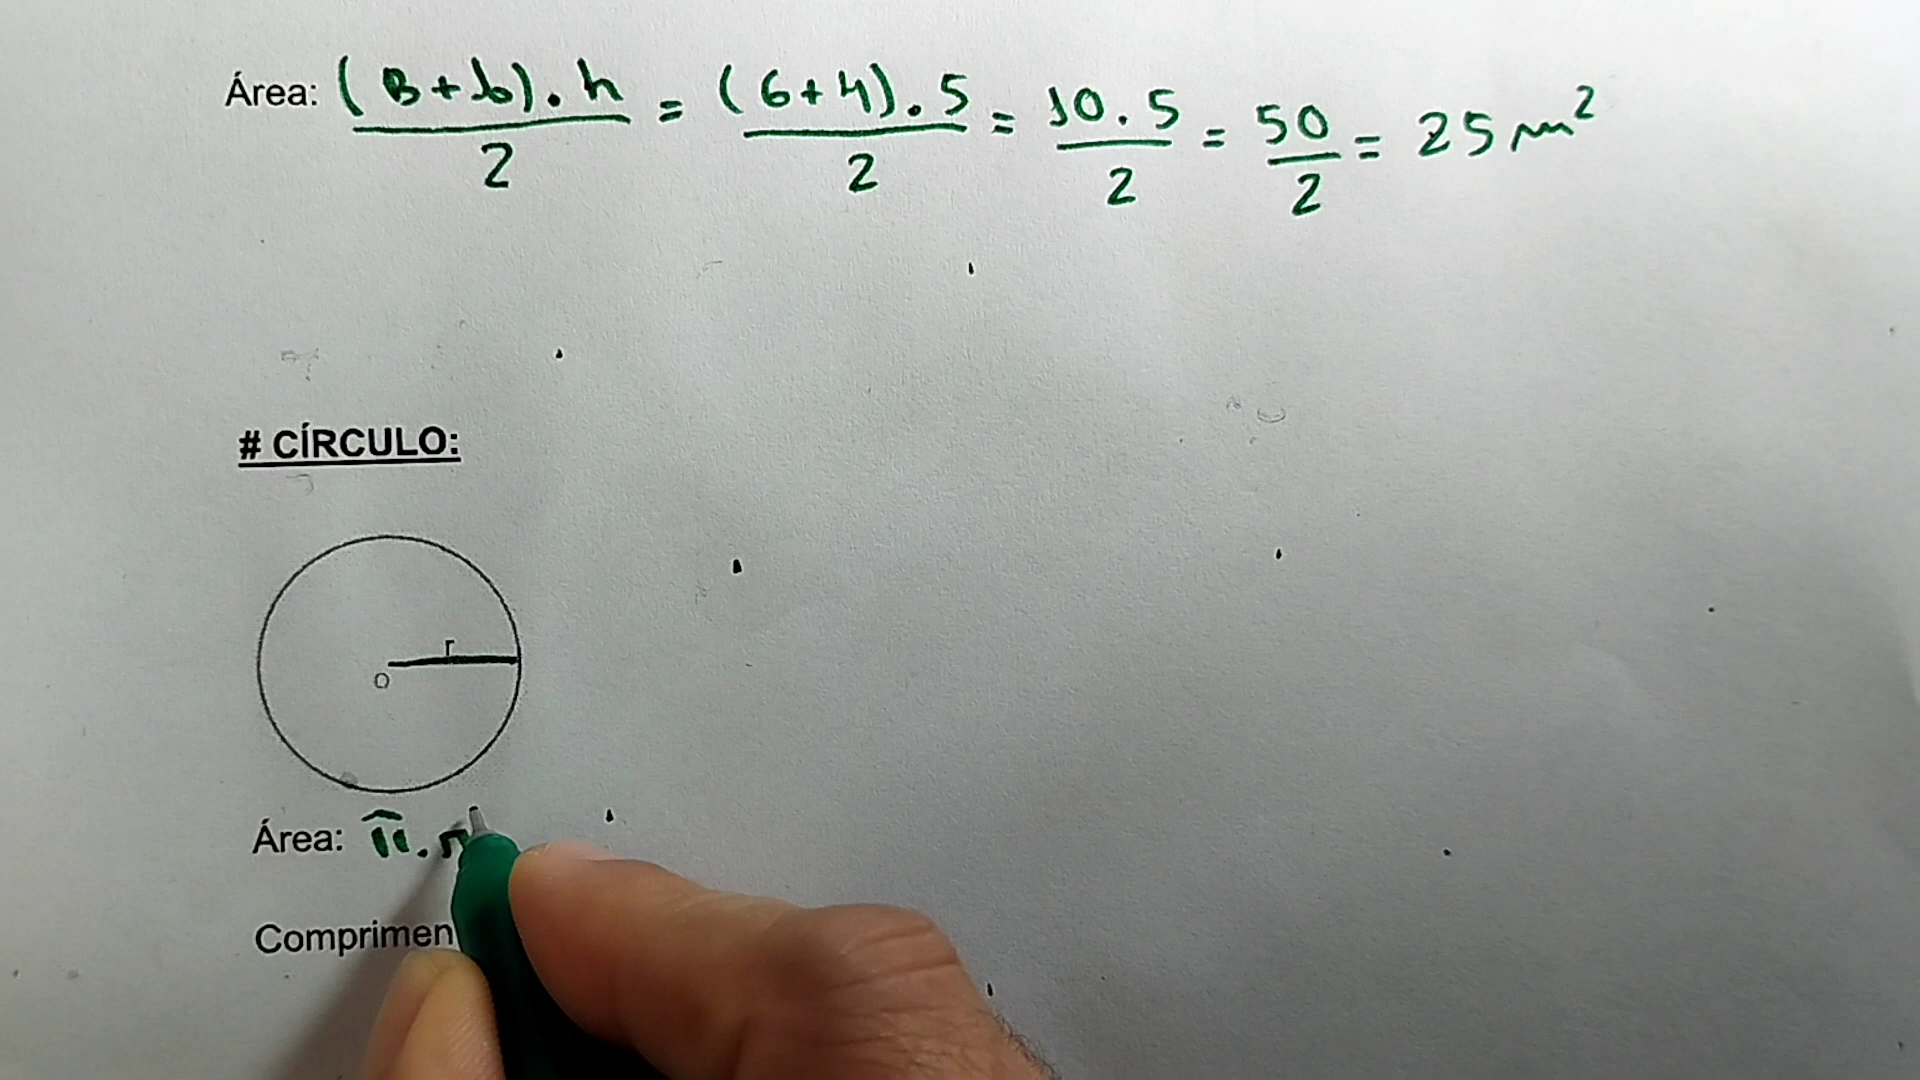 Área: (B+b).h/2 = (6+4).5/2 = 10.5/2 = 50/2 = 25 m²
# CÍRCULO:
r
O
Área: π.r
Comprimen